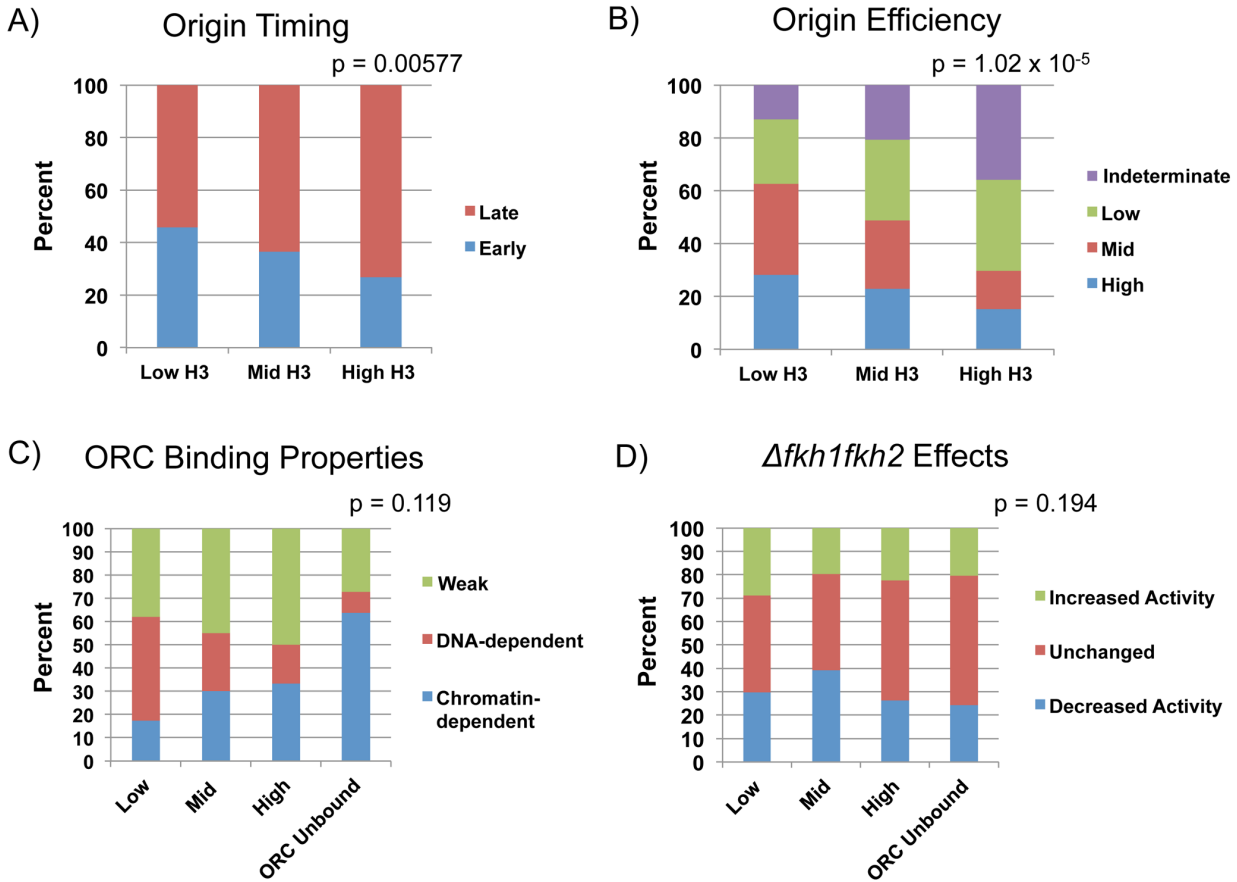 A)
Origin Timing
p = 0.00577
100
80
60
40
20
0
Percent
Low H3
Mid H3
High H3
Late
Early
B)
Origin Efficiency
p = 1.02 x 10⁻⁵
100
80
60
40
20
0
Percent
Low H3
Mid H3
High H3
Indeterminate
Low
Mid
High
C)
ORC Binding Properties
p = 0.119
100
90
80
70
60
50
40
30
20
10
0
Percent
Low
Mid
High
ORC Unbound
Weak
DNA-dependent
Chromatin-
dependent
D)
Δfkh1fkh2 Effects
p = 0.194
100
90
80
70
60
50
40
30
20
10
0
Percent
Low
Mid
High
ORC Unbound
Increased Activity
Unchanged
Decreased Activity